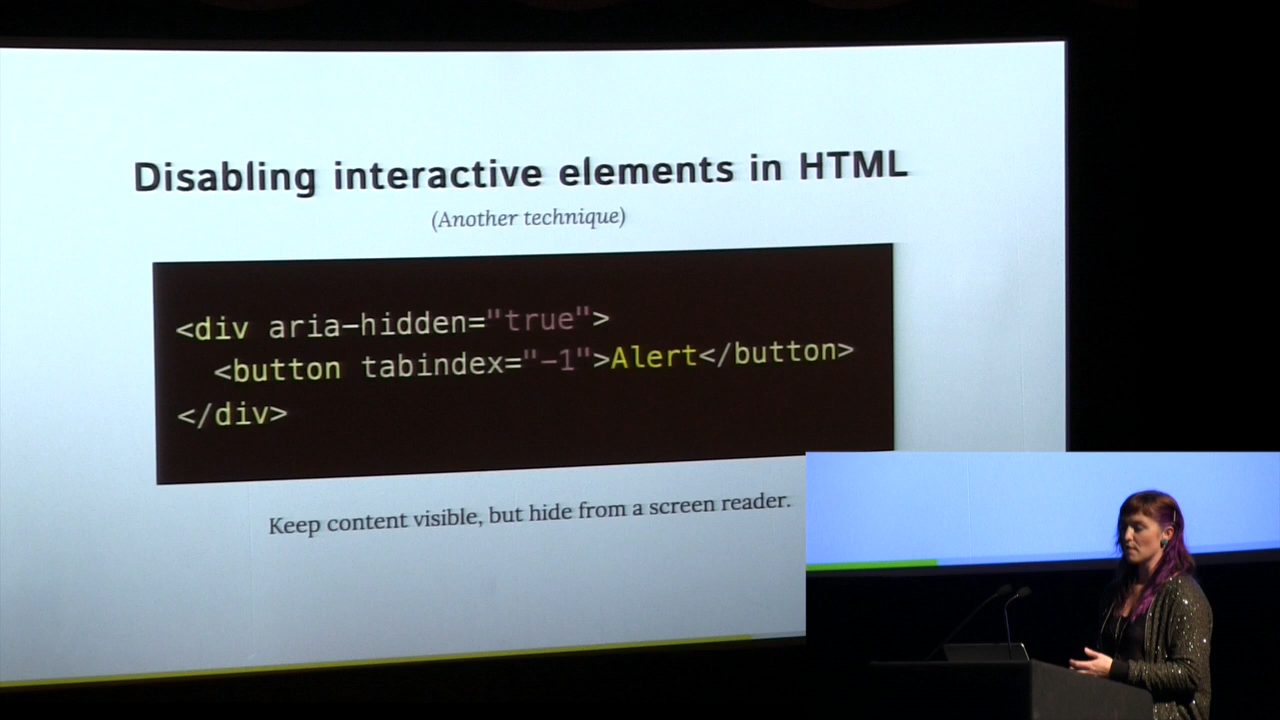 Disabling interactive elements in HTML
(Another technique)
<div aria-hidden="true">
  <button tabindex="-1">Alert</button>
</div>
Keep content visible, but hide from a screen reader.